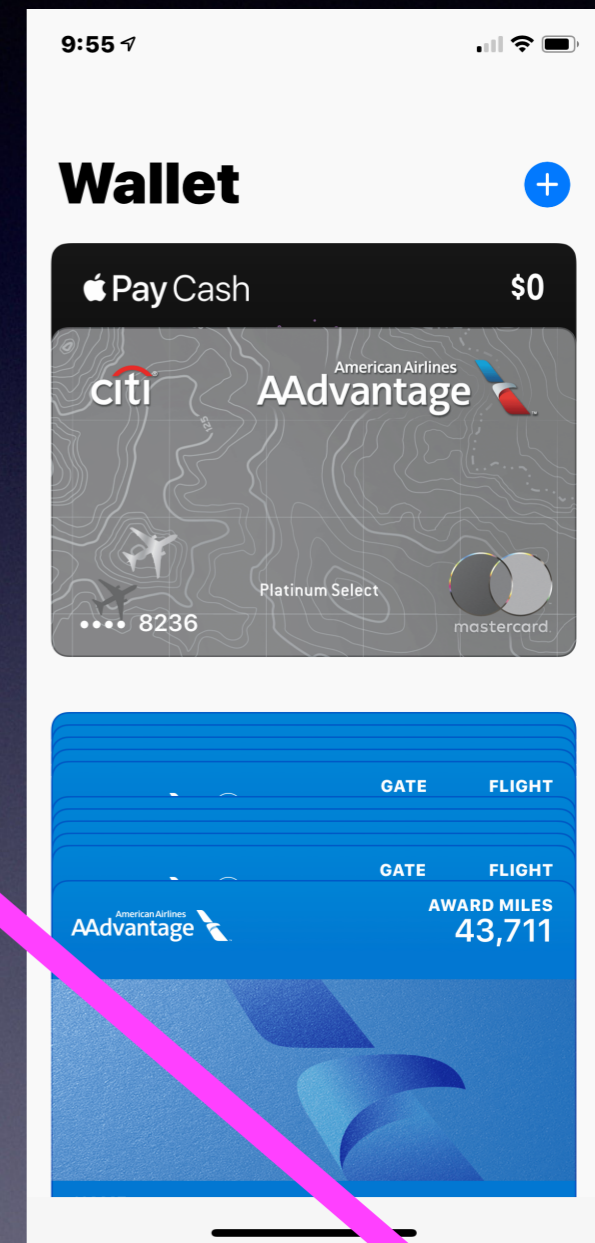 9:55
Wallet
Pay Cash
$0
citi
American Airlines
AAdvantage
125
Platinum Select
•••• 8236
mastercard
GATE FLIGHT
GATE FLIGHT
American Airlines
AAdvantage
AWARD MILES
43,711